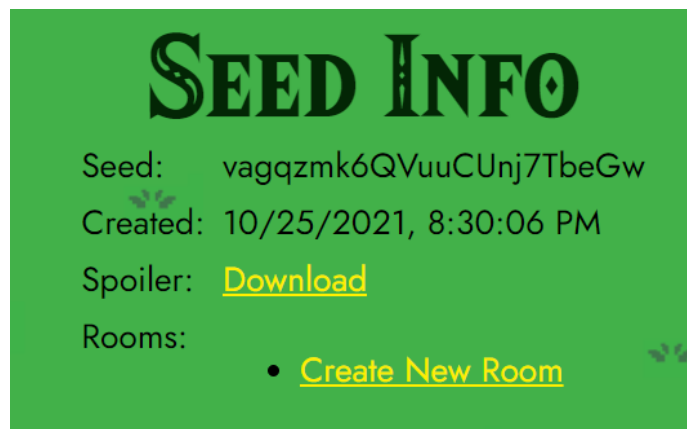 Seed Info
Seed: vagqzmk6QVuuCUnj7TbeGw
Created: 10/25/2021, 8:30:06 PM
Spoiler: Download
Rooms:
• Create New Room